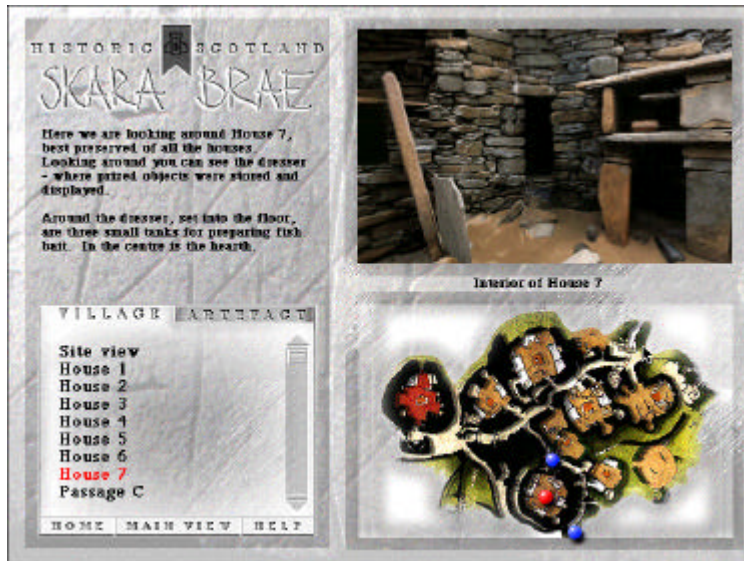 HISTORIC SCOTLAND
SKARA BRAE
Here we are looking around House 7,
best preserved of all the houses.
Looking around you can see the dresser
- where prized objects were stored and
displayed.
Around the dresser, set into the floor,
are three small tanks for preparing fish
bait. In the centre is the hearth.
Interior of House 7
VILLAGE ARTEFACT
Site view
House 1
House 2
House 3
House 4
House 5
House 6
House 7
Passage C
HOME MAIN VIEW HELP